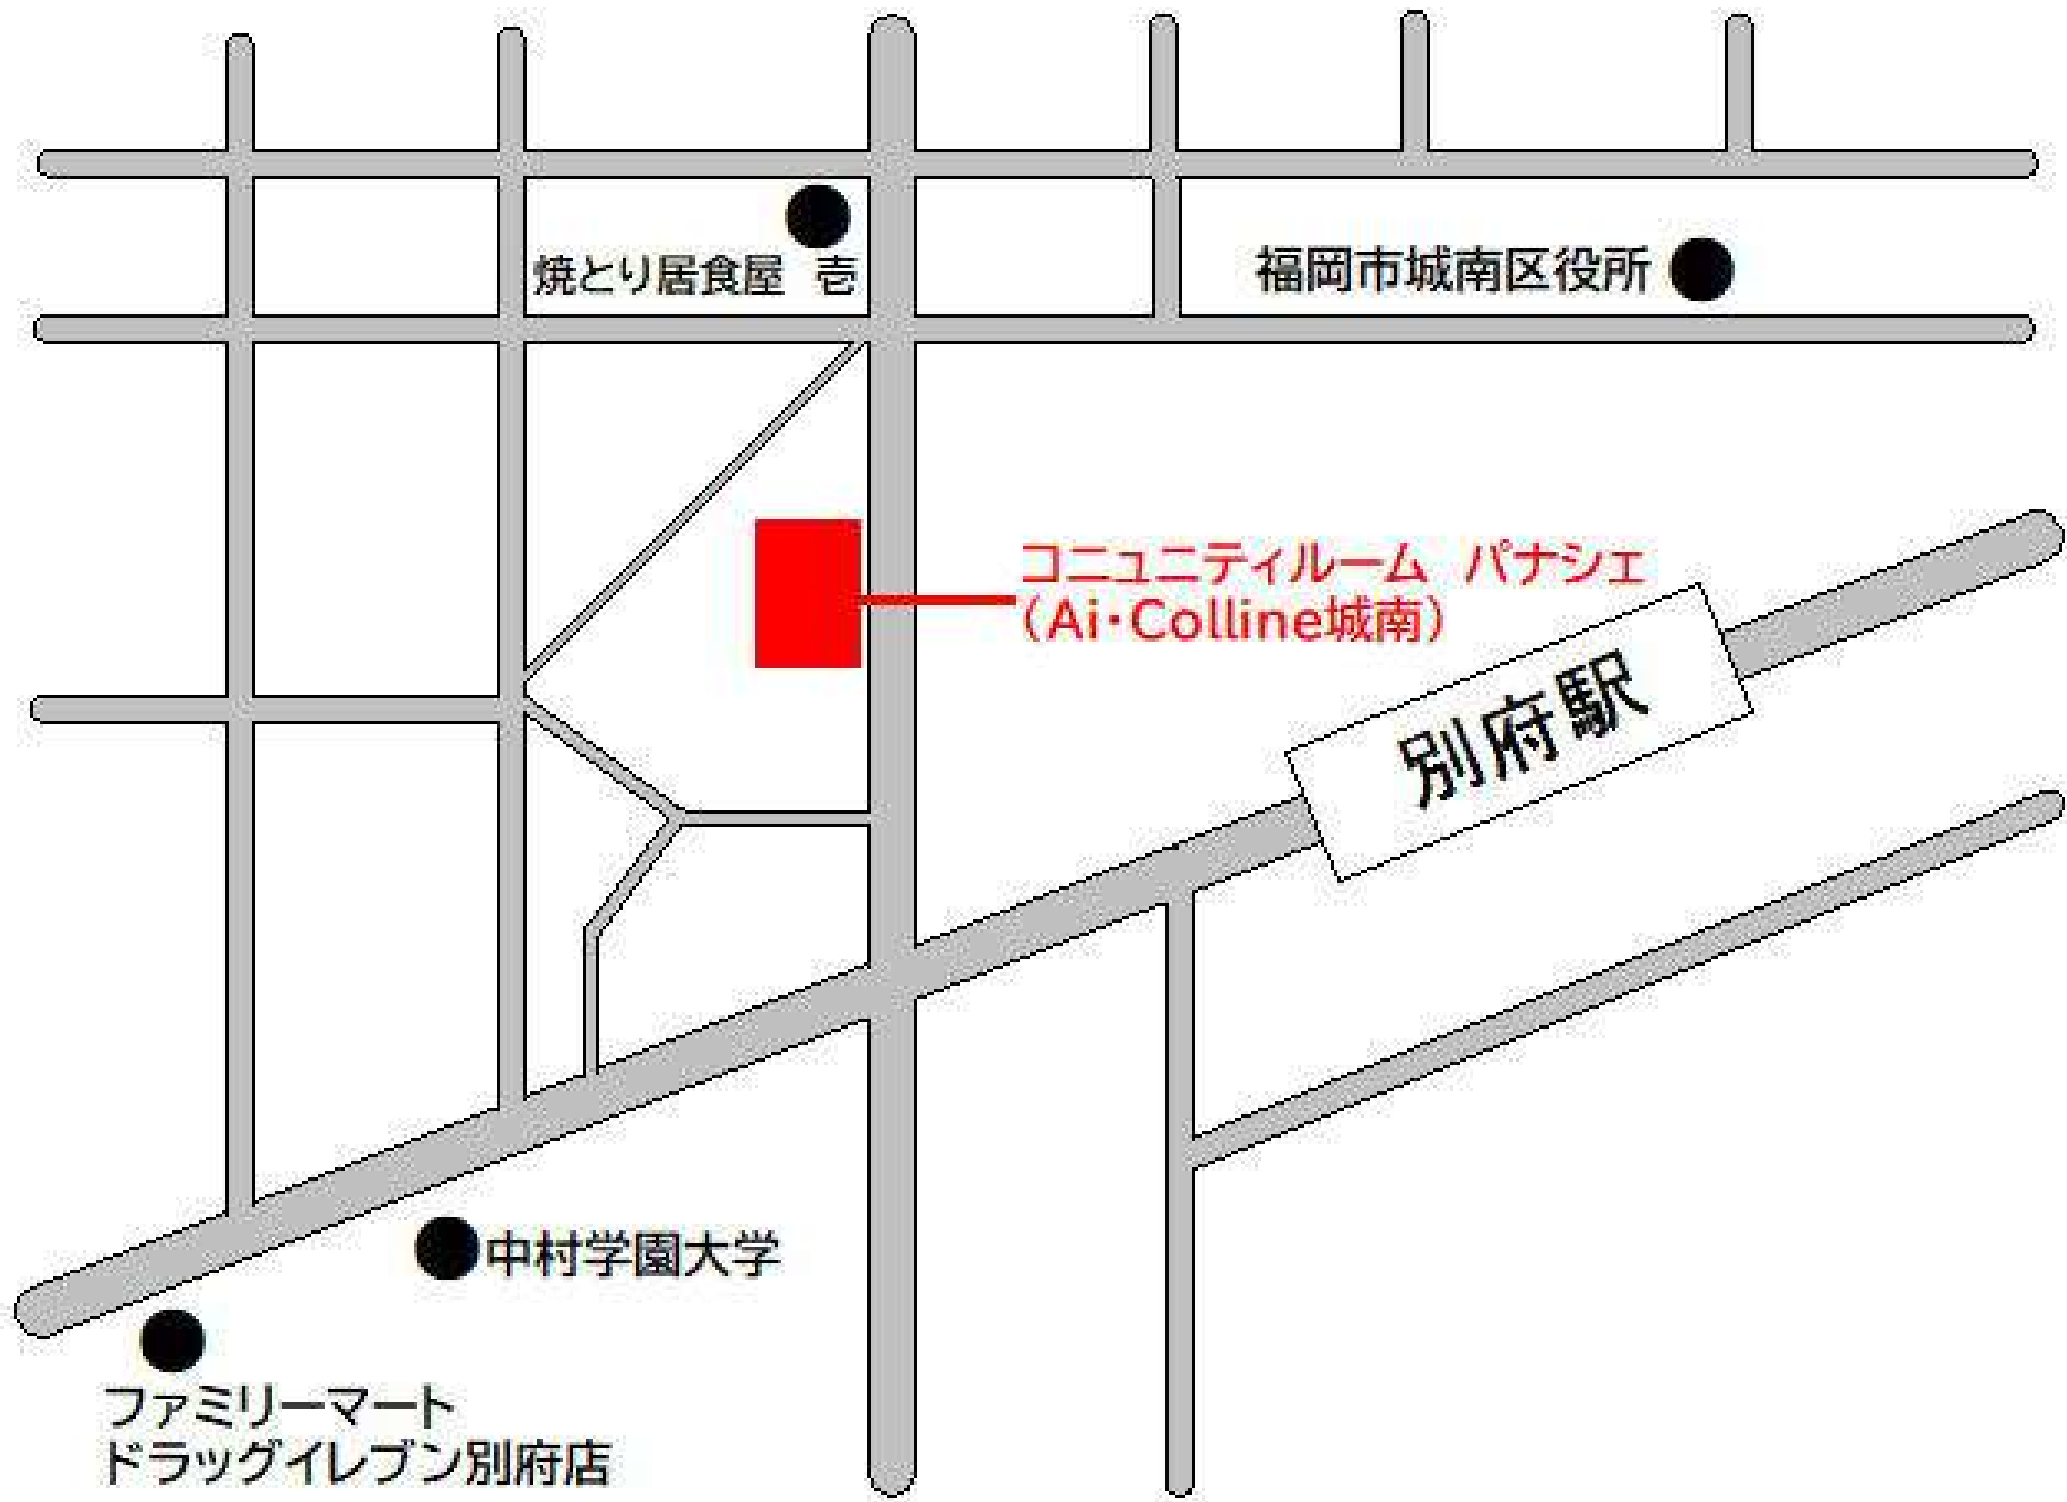 焼とり居食屋　壱
福岡市城南区役所
コニュニティルーム　パナシェ
（Ai・Colline城南）
別府駅
中村学園大学
ファミリーマート
ドラッグイレブン別府店